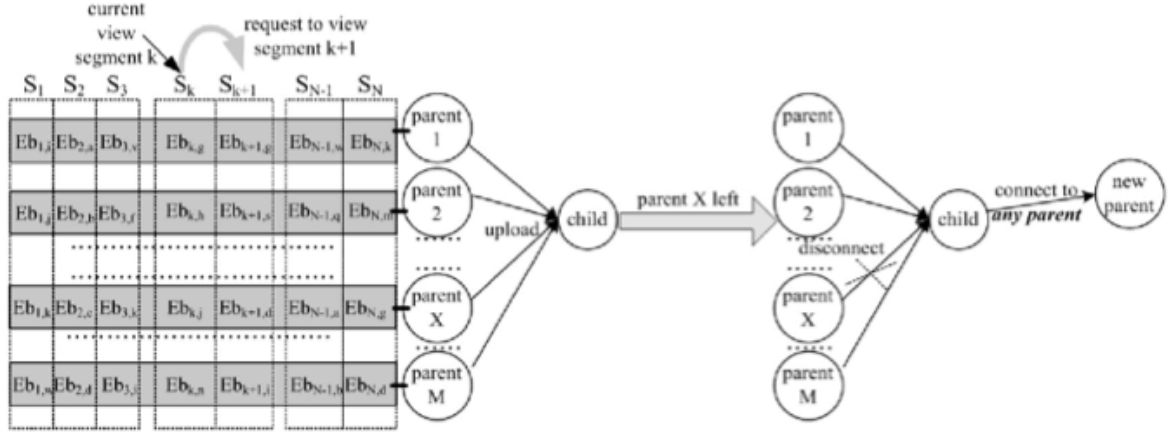 current
view
segment k
request to view
segment k+1
S1 S2 S3 Sk Sk+1 SN-1 SN
Eb1,i Eb2,a Eb3,v Ebk,g Ebk+1,g EbN-1,w EbN,k
parent
1
Eb1,j Eb2,b Eb3,f Ebk,h Ebk+1,s EbN-1,q EbN,m
parent
2
upload
child
Eb1,k Eb2,c Eb3,k Ebk,j Ebk+1,d EbN-1,a EbN,g
parent
X
Eb1,w Eb2,d Ebk,n Ebk+1,i EbN-1,b EbN,d
parent
M
parent X left
parent
1
parent
2
disconnect
parent
X
parent
M
child
connect to
any parent
new
parent